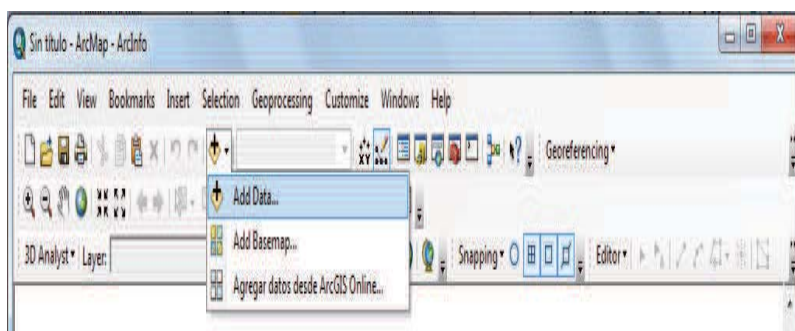 Sin título - ArcMap - ArcInfo
File Edit View Bookmarks Insert Selection Geoprocessing Customize Windows Help
XY Georeferencing
Add Data...
Add Basemap...
3D Analyst Layer: Snapping Editor
Agregar datos desde ArcGIS Online...